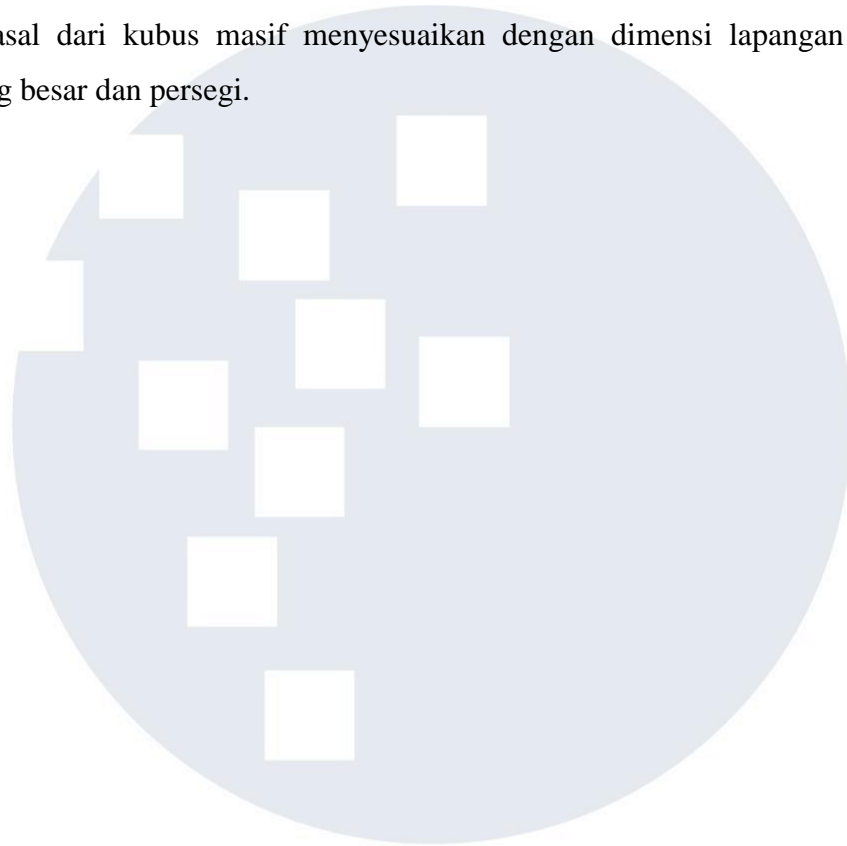 asal dari kubus masif menyesuaikan dengan dimensi lapangan
g besar dan persegi.